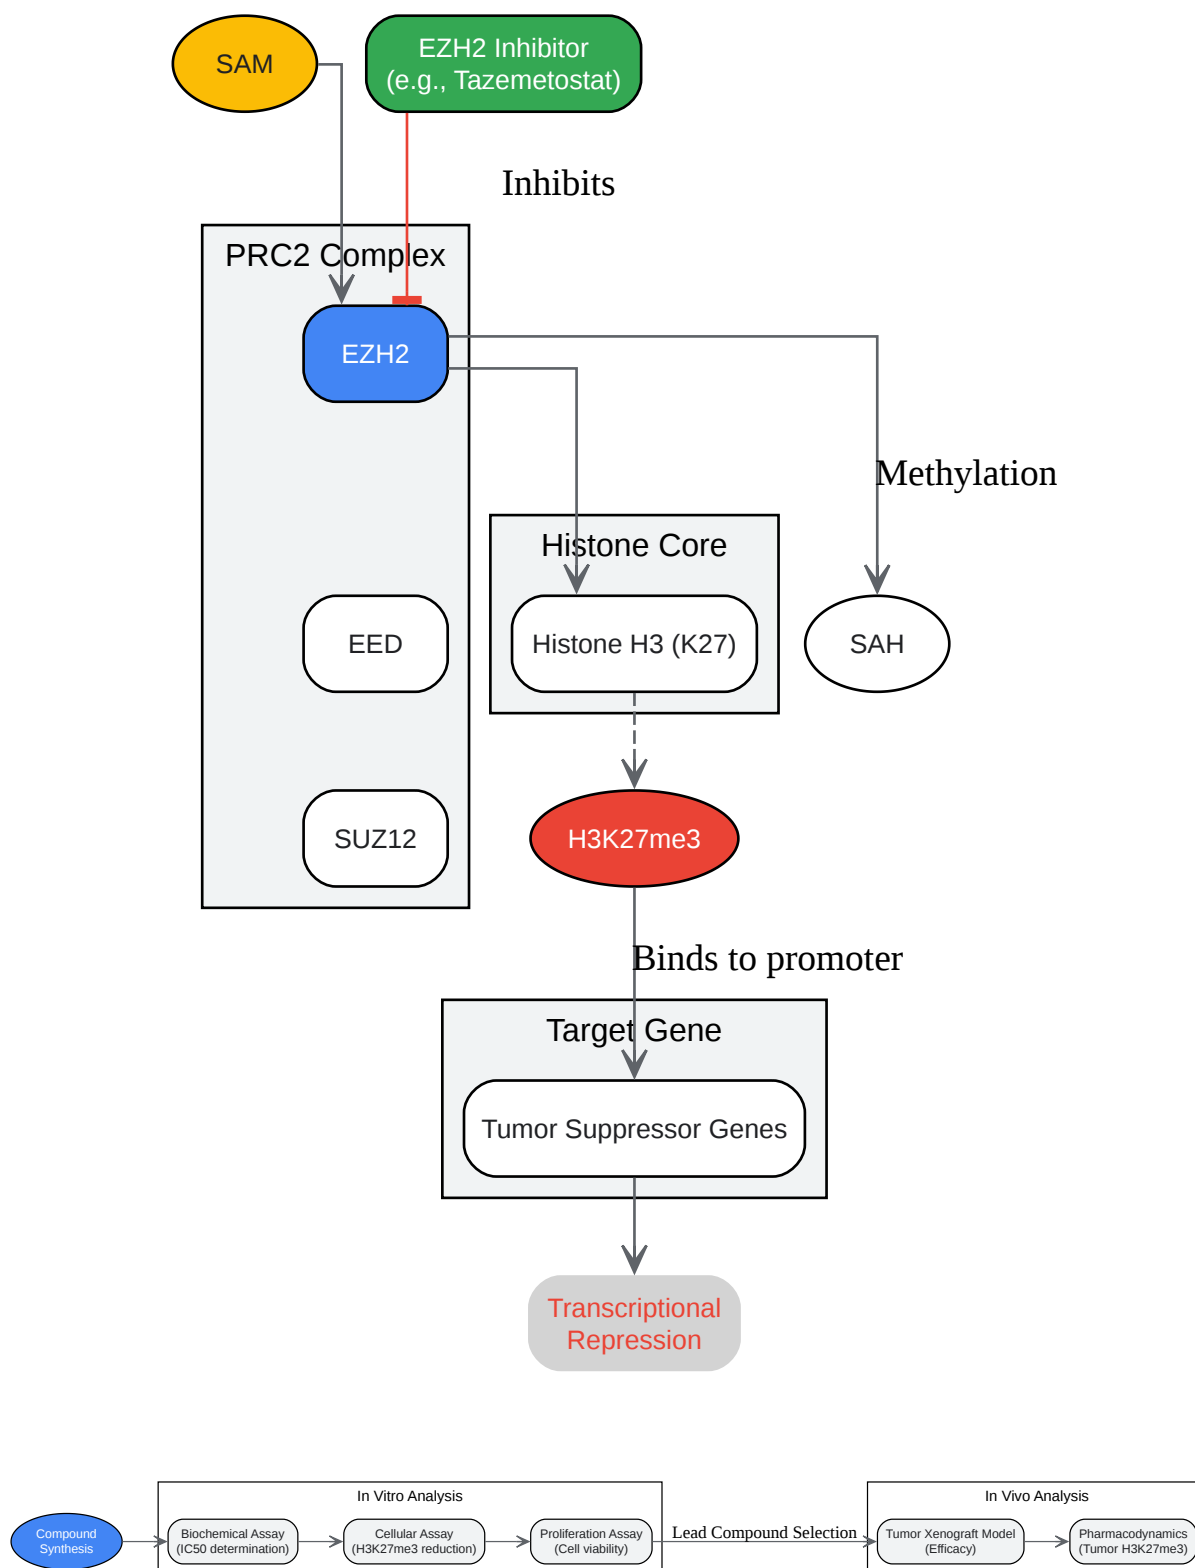 SAM
EZH2 Inhibitor
(e.g., Tazemetostat)
Inhibits
PRC2 Complex
EZH2
Methylation
Histone Core
EED
Histone H3 (K27)
SAH
SUZ12
H3K27me3
Binds to promoter
Target Gene
Tumor Suppressor Genes
Transcriptional
Repression
In Vitro Analysis
In Vivo Analysis
Compound
Synthesis
Biochemical Assay
(IC50 determination)
Cellular Assay
(H3K27me3 reduction)
Proliferation Assay
(Cell viability)
Lead Compound Selection
Tumor Xenograft Model
(Efficacy)
Pharmacodynamics
(Tumor H3K27me3)